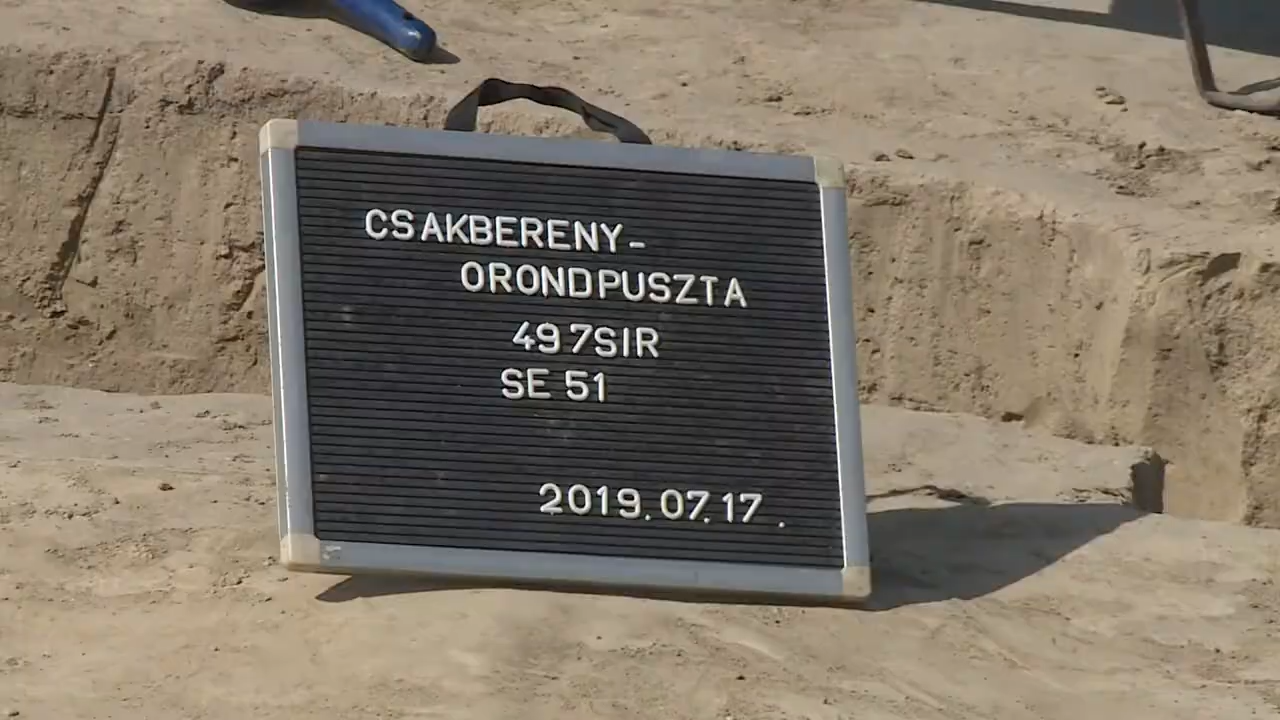 CSAKBERENY-
ORONDPUSZTA
497SIR
SE 51
2019.07.17.